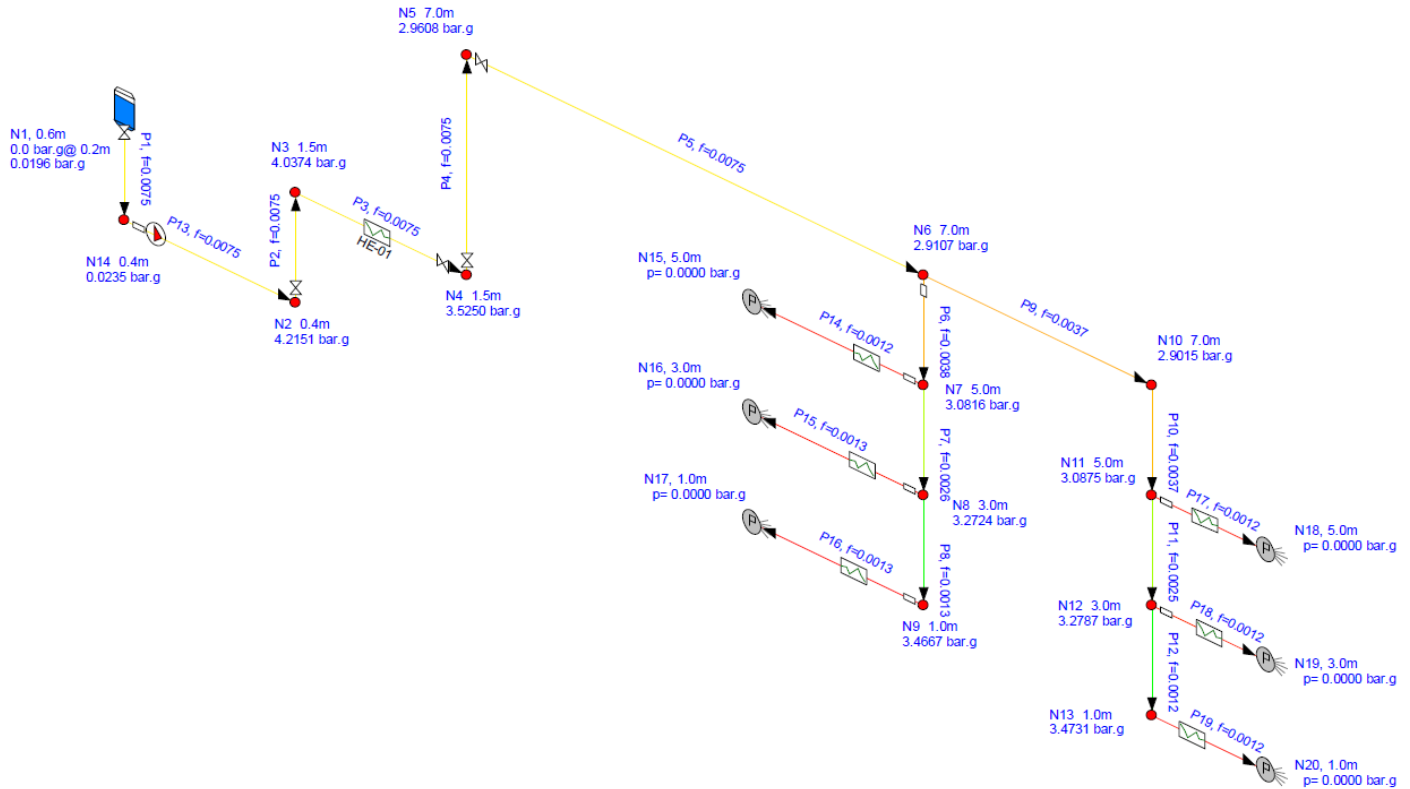 N5 7.0m
2.9608 bar.g
N1, 0.6m
0.0 bar.g@ 0.2m
0.0196 bar.g
P1, f=0.0075
N3 1.5m
4.0374 bar.g
P4, f=0.0075
P5, f=0.0075
P13, f=0.0075
P2, f=0.0075
P3, f=0.0075
HE-01
N14 0.4m
0.0235 bar.g
N4 1.5m
3.5250 bar.g
N2 0.4m
4.2151 bar.g
N6 7.0m
2.9107 bar.g
N15, 5.0m
p= 0.0000 bar.g
P14, f=0.0012
P6, f=0.0038
P9, f=0.0037
N10 7.0m
2.9015 bar.g
N16, 3.0m
p= 0.0000 bar.g
N7 5.0m
3.0816 bar.g
P15, f=0.0013
P7, f=0.0026
P10, f=0.0037
N11 5.0m
3.0875 bar.g
N17, 1.0m
p= 0.0000 bar.g
N8 3.0m
3.2724 bar.g
P17, f=0.0012
N18, 5.0m
p= 0.0000 bar.g
P16, f=0.0013
P8, f=0.0013
P11, f=0.0025
N12 3.0m
3.2787 bar.g
P18, f=0.0012
N9 1.0m
3.4667 bar.g
N19, 3.0m
p= 0.0000 bar.g
P12, f=0.0012
N13 1.0m
3.4731 bar.g
P19, f=0.0012
N20, 1.0m
p= 0.0000 bar.g
P
P
P
P
P
P